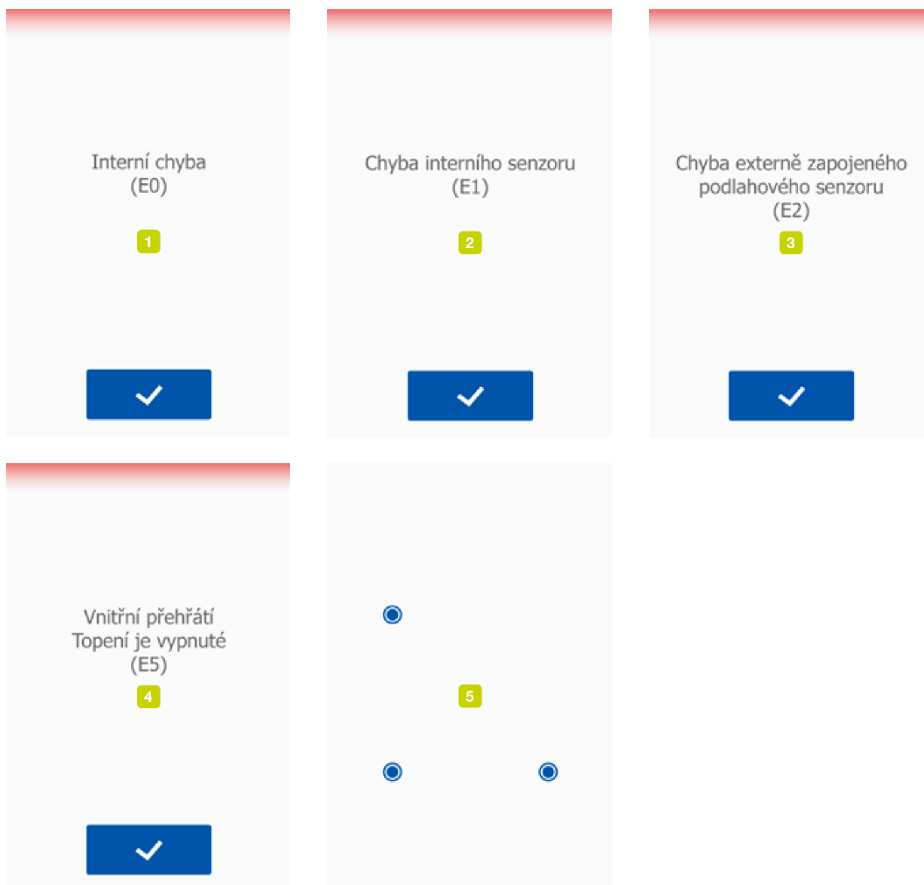 Interní chyba
(E0)
1
Chyba interního senzoru
(E1)
2
Chyba externě zapojeného
podlahového senzoru
(E2)
3
Vnitřní přehřátí
Topení je vypnuté
(E5)
4
5